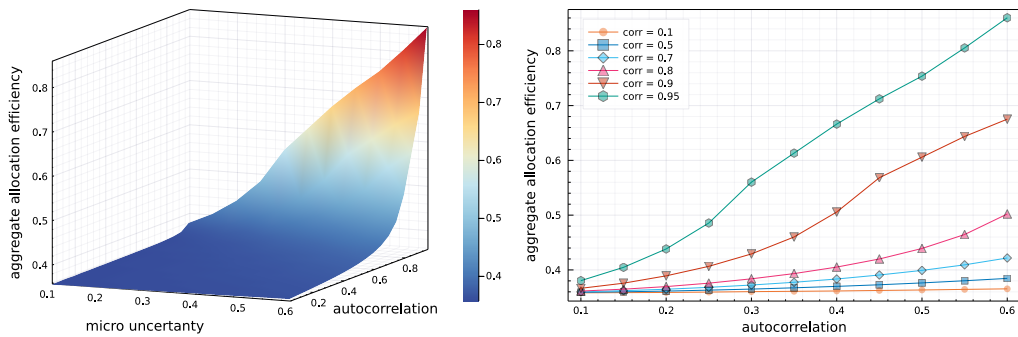 aggregate allocation efficiency
0.8
0.7
0.6
0.5
0.4
0.1
0.2
0.3
0.4
0.5
0.6
micro uncertanty
0.2
0.4
0.6
0.8
autocorrelation
0.8
0.7
0.6
0.5
0.4
aggregate allocation efficiency
0.8
0.7
0.6
0.5
0.4
corr = 0.1
corr = 0.5
corr = 0.7
corr = 0.8
corr = 0.9
corr = 0.95
0.1
0.2
0.3
0.4
0.5
0.6
autocorrelation